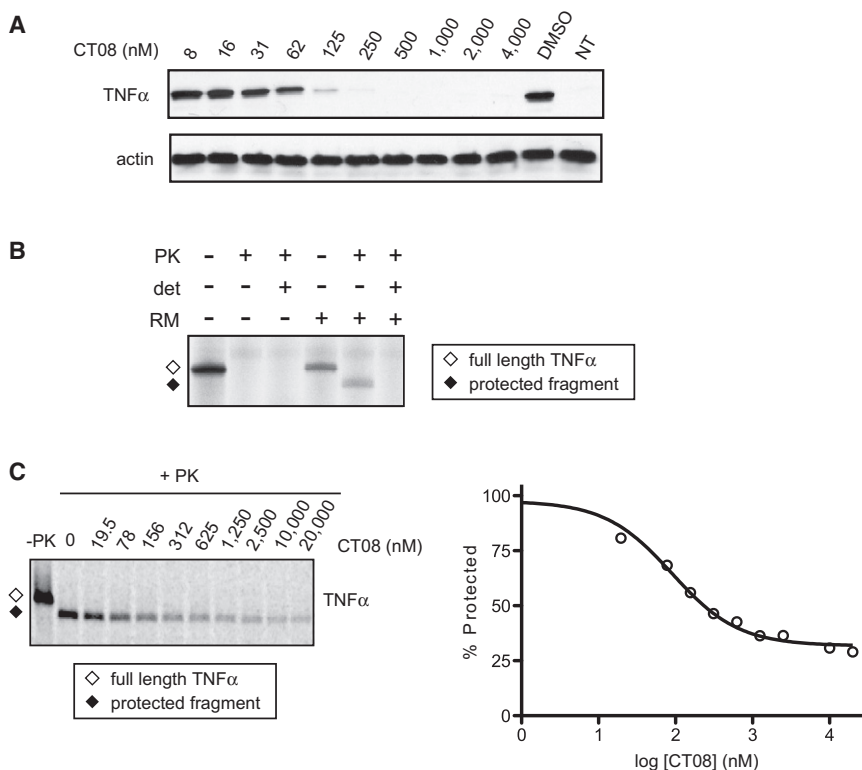 A
CT08 (nM)
8 16 31 62 125 250 500 1,000 2,000 4,000 DMSO NT
TNFα
actin
B
PK - + + - + +
det - - + - - +
RM - - - + + +
◇ full length TNFα
◆ protected fragment
C
+ PK
-PK 0 19.5 78 156 312 625 1,250 2,500 10,000 20,000 CT08 (nM)
TNFα
◇ full length TNFα
◆ protected fragment
% Protected
100
75
50
25
0
0 1 2 3 4
log [CT08] (nM)